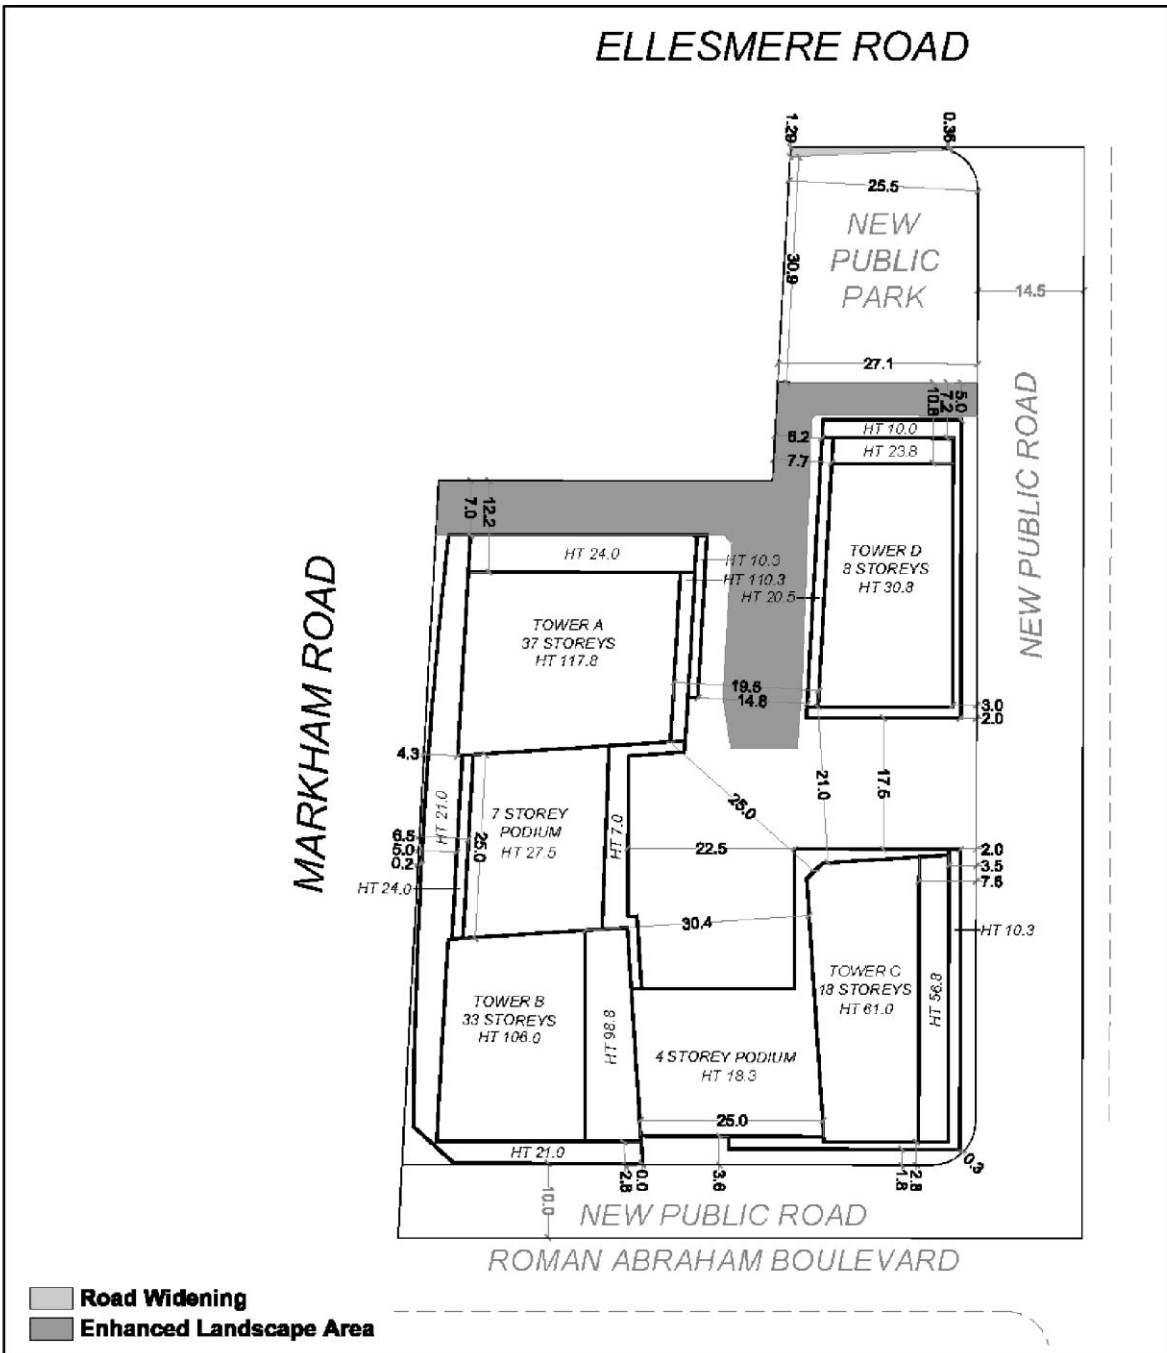 ELLESMERE ROAD
1.29
0.36
25.5
NEW
PUBLIC
PARK
30.9
14.5
27.1
5.0
7.2
10.8
HT 10.0
6.2
HT 23.8
7.7
7.0
12.2
NEW PUBLIC ROAD
HT 24.0
HT 10.3
HT 110.3
HT 20.5
TOWER D
8 STOREYS
HT 30.8
MARKHAM ROAD
TOWER A
37 STOREYS
HT 117.8
14.8
3.0
2.0
4.3
21.0
17.5
25.0
HT 21.0
7 STOREY
PODIUM
HT 27.5
25.0
HT 7.0
6.5
5.0
0.2
22.5
2.0
3.5
7.6
HT 24.0
30.4
HT 10.3
TOWER C
18 STOREYS
HT 61.0
HT 56.8
TOWER B
33 STOREYS
HT 106.0
HT 98.8
4 STOREY PODIUM
HT 18.3
25.0
HT 21.0
2.8
0.0
3.6
1.8
2.8
0.3
10.0
NEW PUBLIC ROAD
ROMAN ABRAHAM BOULEVARD
Road Widening
Enhanced Landscape Area